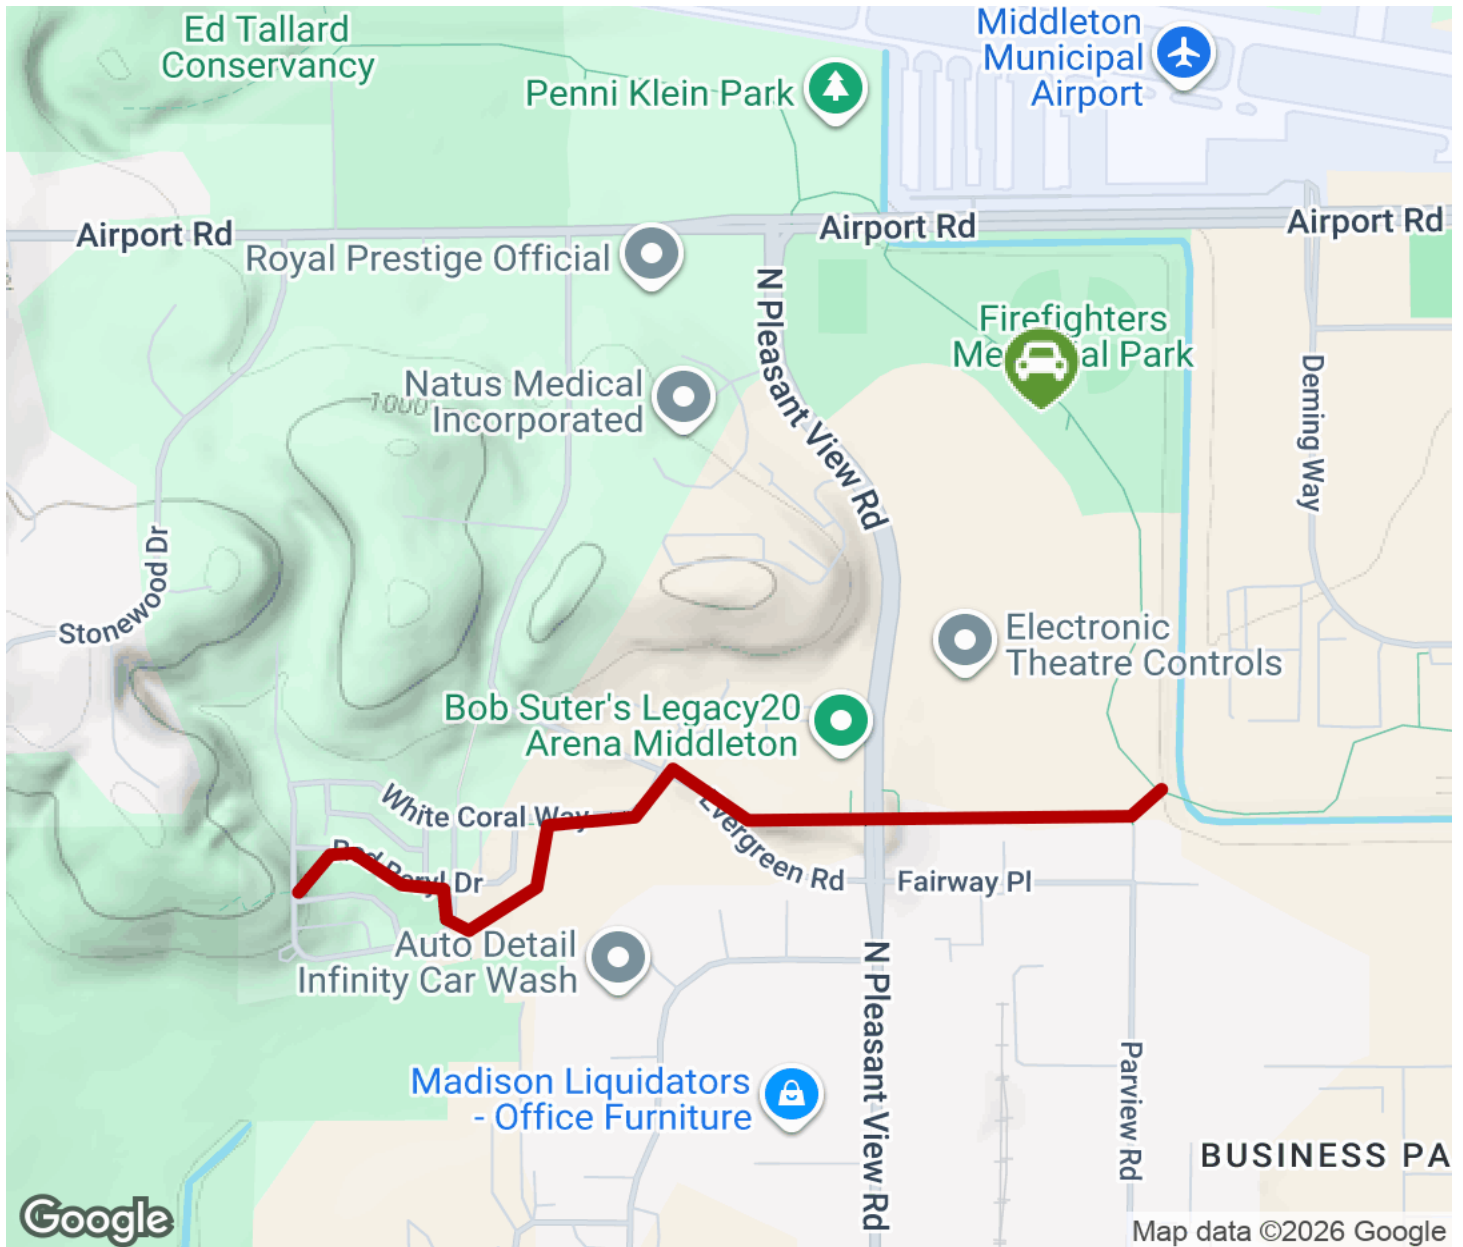 Ed Tallard
Conservancy
Middleton
Municipal
Airport
Penni Klein Park
Airport Rd
Airport Rd
Airport Rd
Royal Prestige Official
N Pleasant View Rd
Firefighters
Park
Natus Medical
Incorporated
1000
Deming Way
Stonewood Dr
Electronic
Theatre Controls
Bob Suter's Legacy20
Arena Middleton
White Coral Way
Evergreen Rd
Dr
Fairway Pl
Auto Detail
Infinity Car Wash
N Pleasant View Rd
Madison Liquidators
- Office Furniture
Parview Rd
BUSINESS PA
Google
Map data ©2026 Google